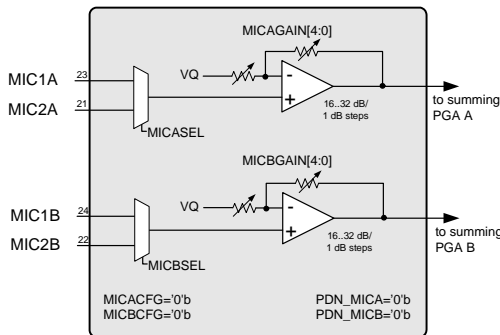 MICAGAIN[4:0]
MIC1A
23
VQ
-
MIC2A
21
+
16..32 dB/
1 dB steps
to summing
PGA A
MICASEL
MICBGAIN[4:0]
MIC1B
24
VQ
-
MIC2B
22
+
16..32 dB/
1 dB steps
to summing
PGA B
MICBSEL
MICACFG='0'b
PDN_MICA='0'b
MICBCFG='0'b
PDN_MICB='0'b